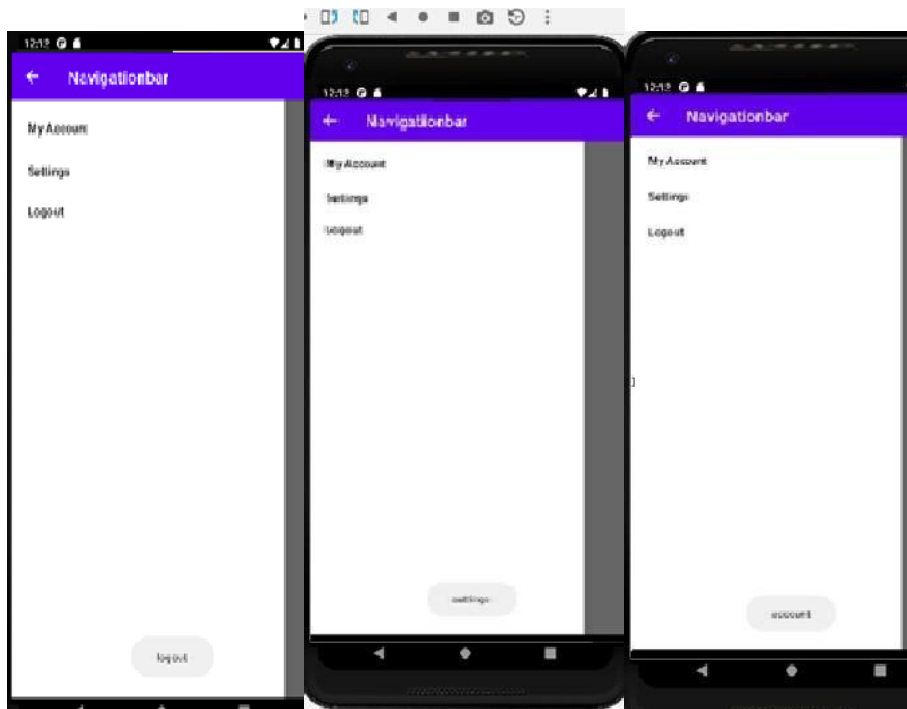 12:12
Navigationbar
My Account
Settings
Logout
logout
12:12
Navigationbar
My Account
Settings
Logout
settings
12:12
Navigationbar
My Account
Settings
Logout
account